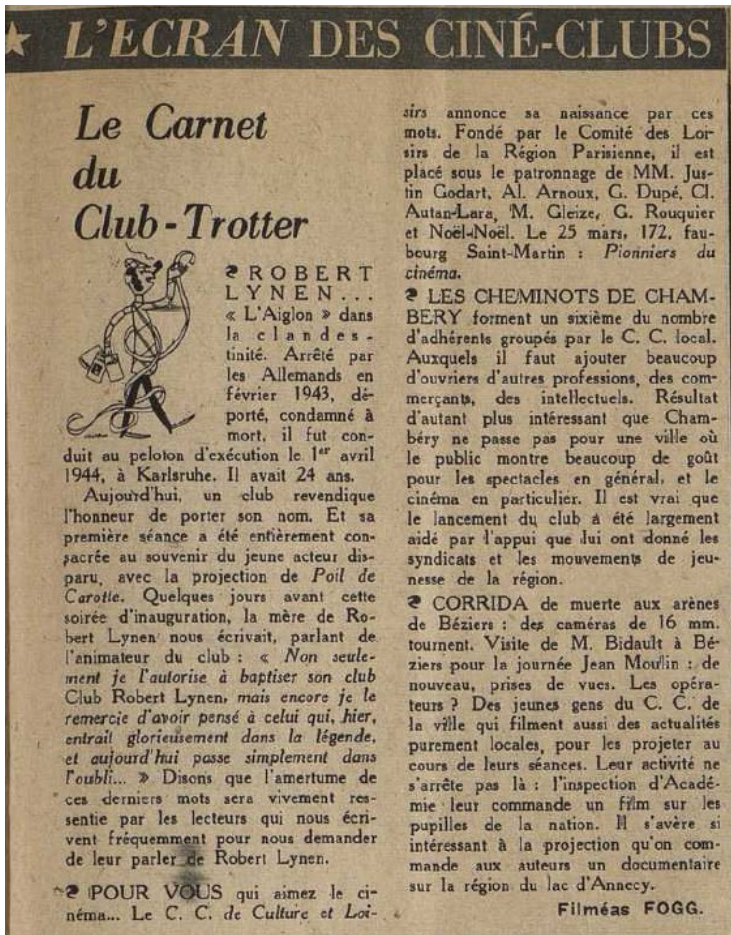 ★ L'ECRAN DES CINÉ-CLUBS
Le Carnet
du
Club-Trotter
ROBERT
LYNEN...
« L'Aiglon » dans
la clandes-
tinité. Arrêté par
les Allemands en
février 1943, dé-
porté, condamné à
mort, il fut con-
duit au peloton d'exécution le 1er avril
1944, à Karlsruhe. Il avait 24 ans.
Aujourd'hui, un club revendique
l'honneur de porter son nom. Et sa
première séance a été entièrement con-
sacrée au souvenir du jeune acteur dis-
paru, avec la projection de Poil de
Carotte. Quelques jours avant cette
soirée d'inauguration, la mère de Ro-
bert Lynen nous écrivait, parlant de
l'animateur du club : « Non seule-
ment je l'autorise à baptiser son club
Club Robert Lynen, mais encore je le
remercie d'avoir pensé à celui qui, hier,
entrait glorieusement dans la légende,
et aujourd'hui passe simplement dans
l'oubli... » Disons que l'amertume de
ces derniers mots sera vivement res-
sentie par les lecteurs qui nous écri-
vent fréquemment pour nous demander
de leur parler de Robert Lynen.
POUR VOUS qui aimez le ci-
néma... Le C. C. de Culture et Loi-
sirs annonce sa naissance par ces
mots. Fondé par le Comité des Loi-
sirs de la Région Parisienne, il est
placé sous le patronnage de MM. Jus-
tin Godart, Al. Arnoux, G. Dupé, Cl.
Autan-Lara, M. Gleize, G. Rouquier
et Noël-Noël. Le 25 mars, 172, fau-
bourg Saint-Martin : Pionniers du
cinéma.
LES CHEMINOTS DE CHAM-
BERY forment un sixième du nombre
d'adhérents groupés par le C. C. local.
Auxquels il faut ajouter beaucoup
d'ouvriers d'autres professions, des com-
merçants, des intellectuels. Résultat
d'autant plus intéressant que Cham-
béry ne passe pas pour une ville où
le public montre beaucoup de goût
pour les spectacles en général, et le
cinéma en particulier. Il est vrai que
le lancement du club a été largement
aidé par l'appui que lui ont donné les
syndicats et les mouvements de jeu-
nesse de la région.
CORRIDA de muerte aux arènes
de Béziers : des caméras de 16 mm.
tournent. Visite de M. Bidault à Bé-
ziers pour la journée Jean Moulin : de
nouveau, prises de vues. Les opéra-
teurs ? Des jeunes gens du C. C. de
la ville qui filment aussi des actualités
purement locales, pour les projeter au
cours de leurs séances. Leur activité ne
s'arrête pas là : l'inspection d'Acadé-
mie leur commande un film sur les
pupilles de la nation. Il s'avère si
intéressant à la projection qu'on com-
mande aux auteurs un documentaire
sur la région du lac d'Annecy.
Filméas FOGG.